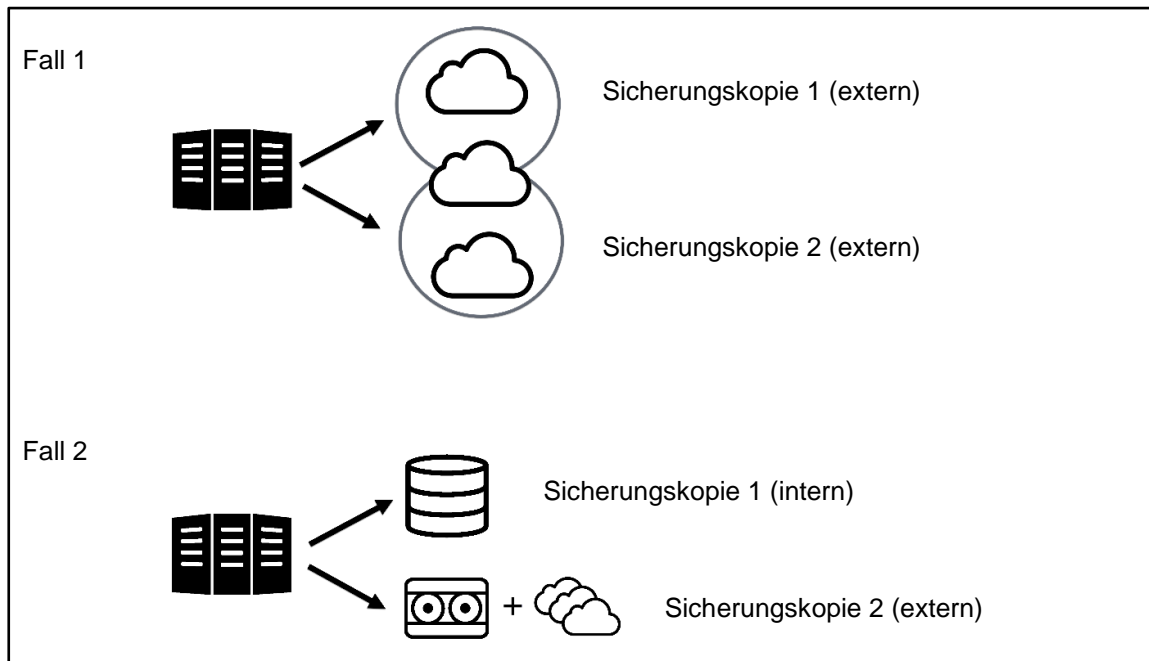 Fall 1
Sicherungskopie 1 (extern)
Sicherungskopie 2 (extern)
Fall 2
Sicherungskopie 1 (intern)
+
Sicherungskopie 2 (extern)